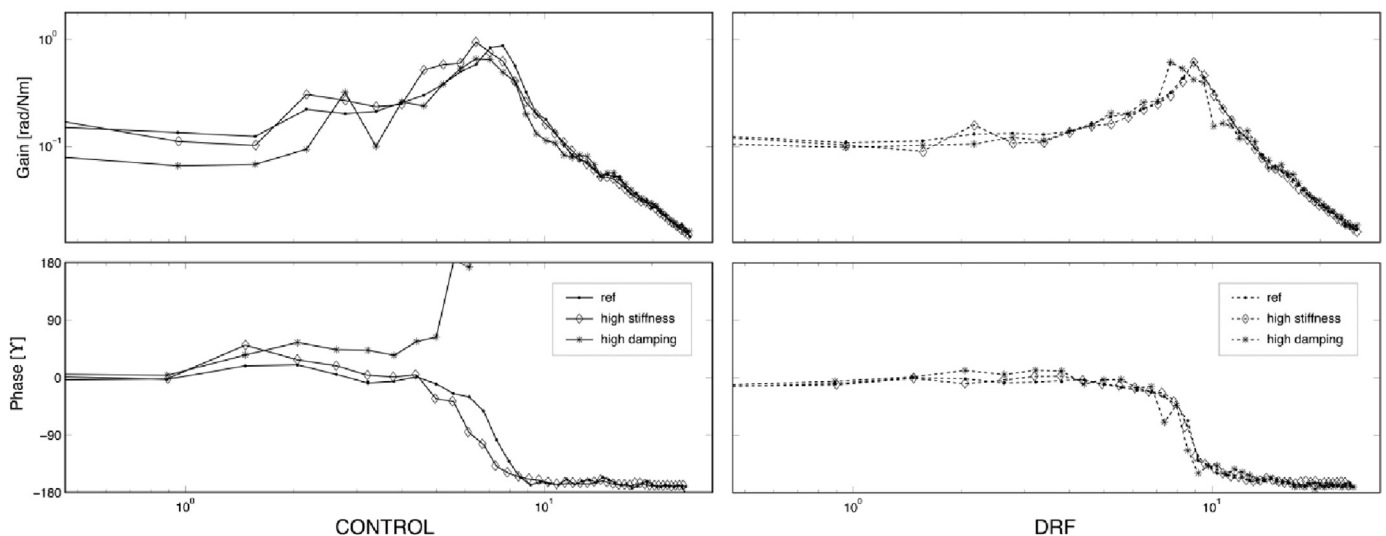 Gain [rad/Nm]
10⁰
10⁻¹
Phase [Y]
180
90
0
−90
−180
ref
high stiffness
high damping
10⁰
10¹
CONTROL
ref
high stiffness
high damping
10⁰
10¹
DRF